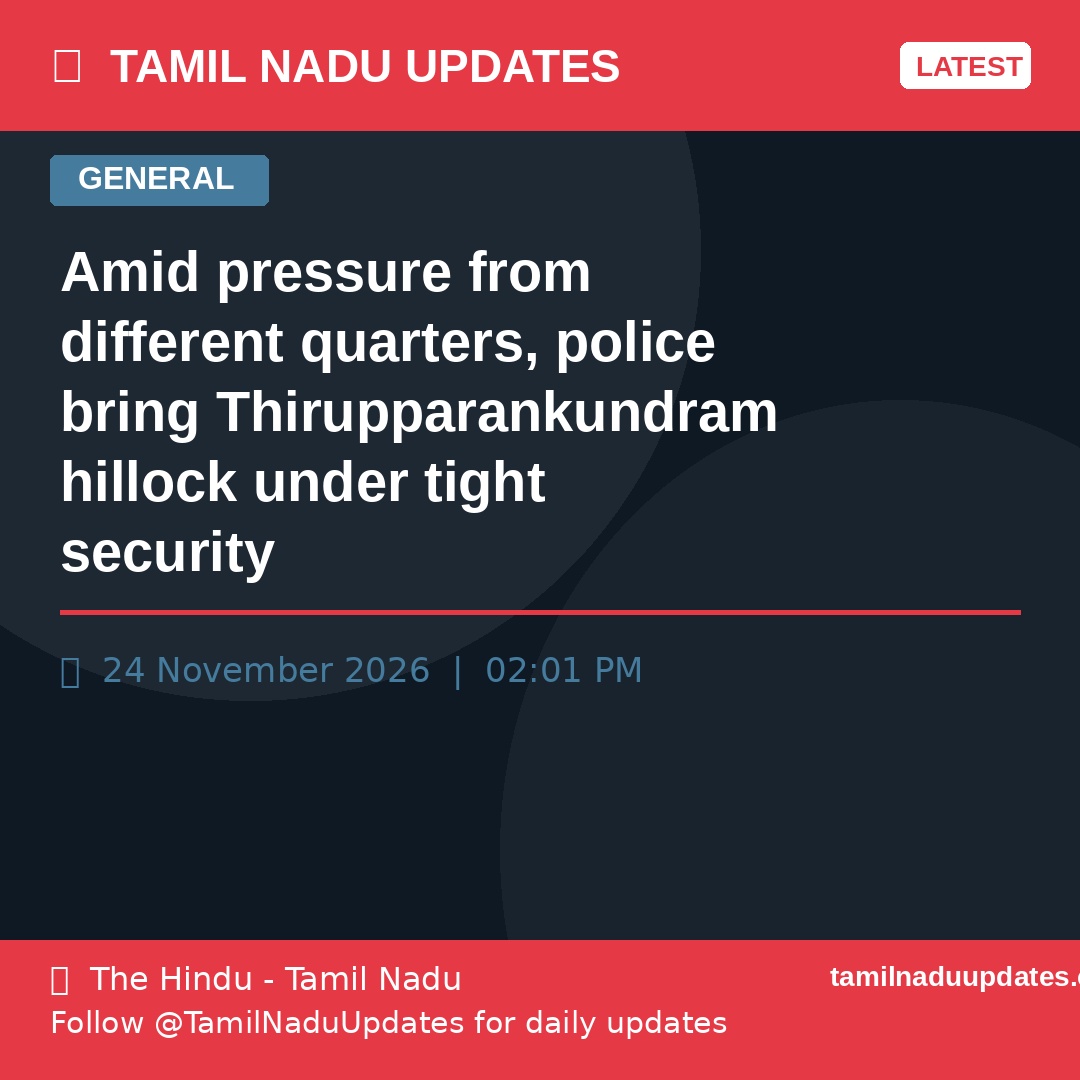 TAMIL NADU UPDATES
LATEST
GENERAL
Amid pressure from
different quarters, police
bring Thirupparankundram
hillock under tight
security
24 November 2026 | 02:01 PM
The Hindu - Tamil Nadu
tamilnaduupdates.
Follow @TamilNaduUpdates for daily updates